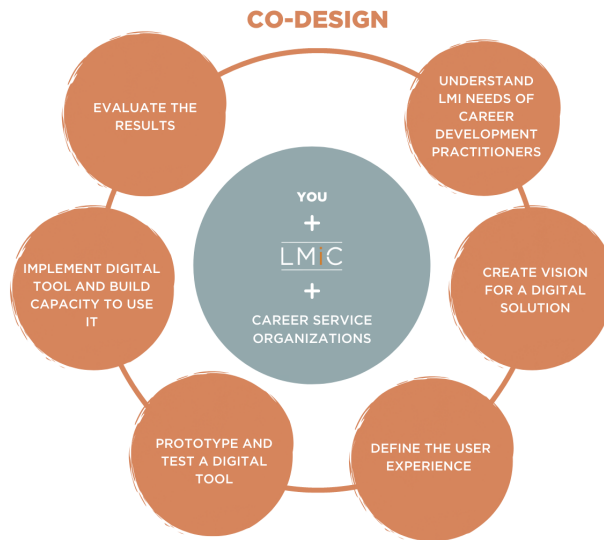 CO-DESIGN
UNDERSTAND
LMI NEEDS OF
CAREER
DEVELOPMENT
PRACTITIONERS
CREATE VISION
FOR A DIGITAL
SOLUTION
DEFINE THE USER
EXPERIENCE
PROTOTYPE AND
TEST A DIGITAL
TOOL
IMPLEMENT DIGITAL
TOOL AND BUILD
CAPACITY TO USE
IT
EVALUATE THE
RESULTS
YOU
+
LMiC
+
CAREER SERVICE
ORGANIZATIONS